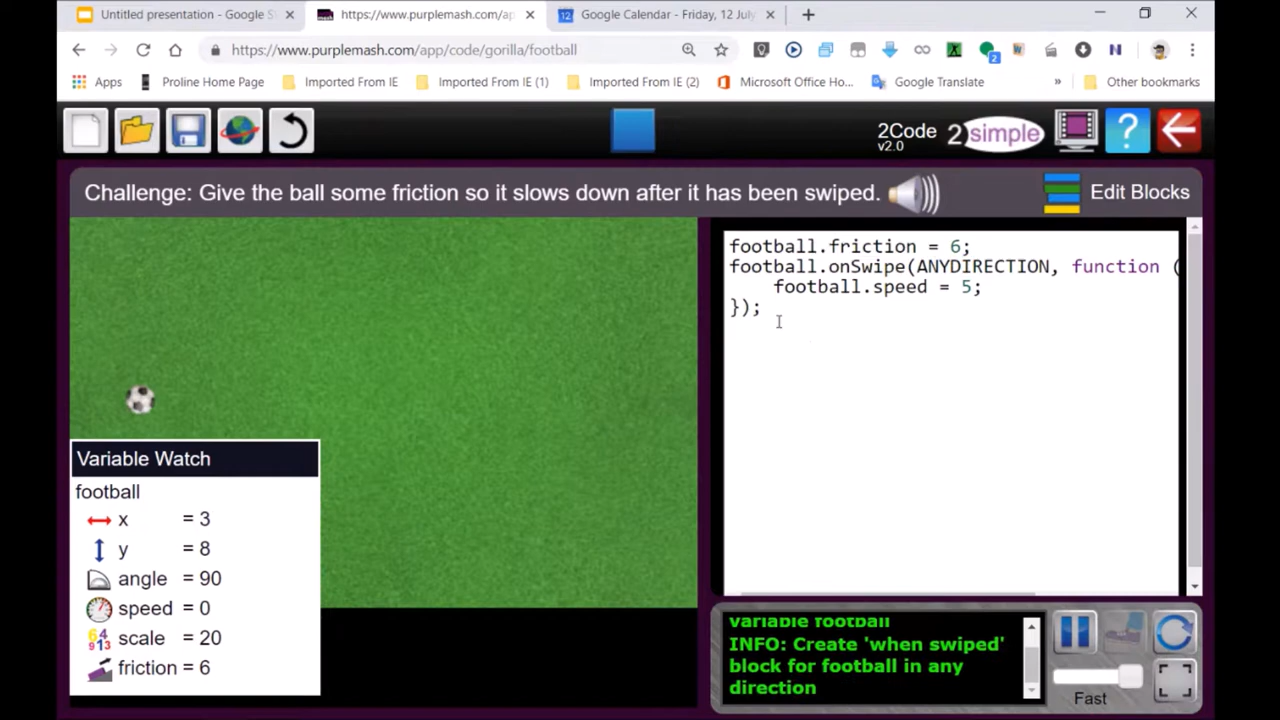 Untitled presentation - Google S
https://www.purplemash.com/ap
Google Calendar - Friday, 12 July
https://www.purplemash.com/app/code/gorilla/football
2
Apps
Proline Home Page
Imported From IE
Imported From IE (1)
Imported From IE (2)
Microsoft Office Ho...
Google Translate
»
Other bookmarks
2Code
v2.0
2simple
?
Challenge: Give the ball some friction so it slows down after it has been swiped.
Edit Blocks
football.friction = 6;
football.onSwipe(ANYDIRECTION, function (
football.speed = 5;
});
Variable Watch
football
x = 3
y = 8
angle = 90
speed = 0
scale = 20
friction = 6
variable football
INFO: Create 'when swiped'
block for football in any
direction
Fast